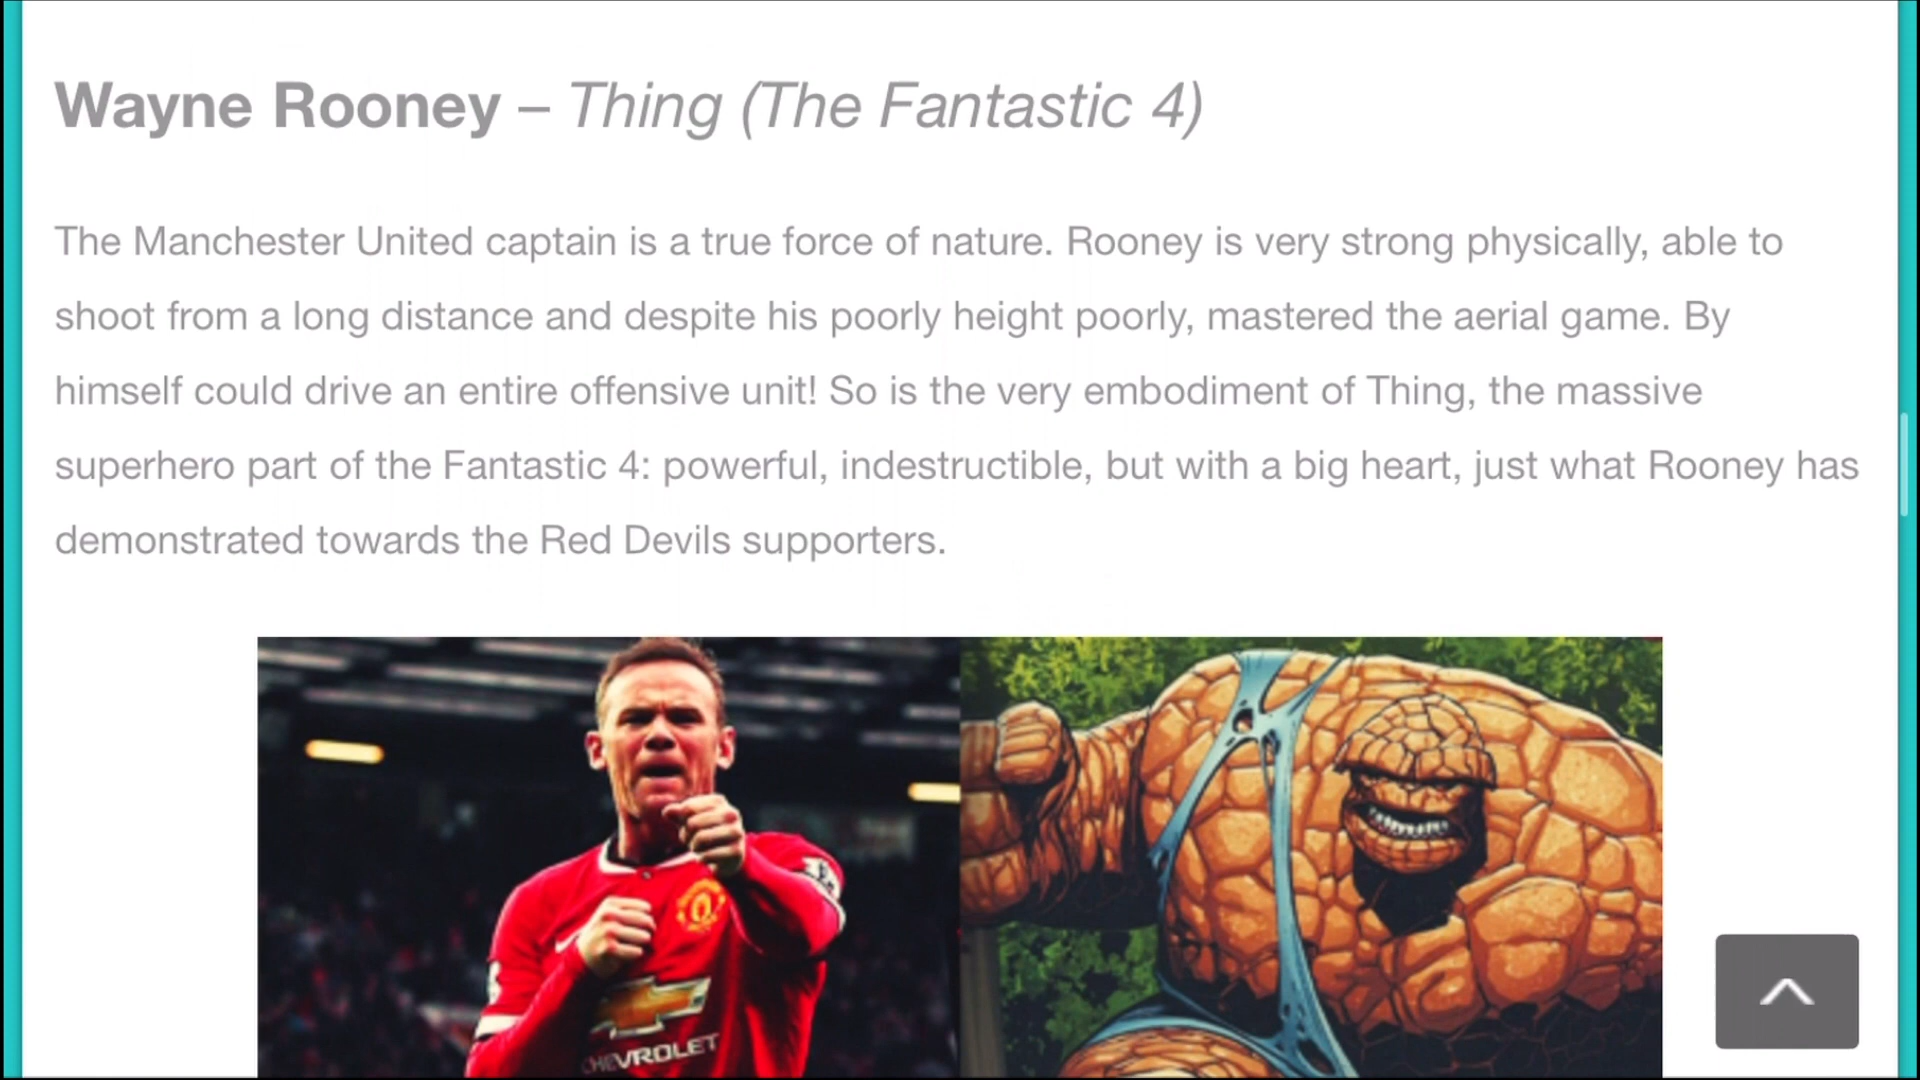 Wayne Rooney – Thing (The Fantastic 4)
The Manchester United captain is a true force of nature. Rooney is very strong physically, able to
shoot from a long distance and despite his poorly height poorly, mastered the aerial game. By
himself could drive an entire offensive unit! So is the very embodiment of Thing, the massive
superhero part of the Fantastic 4: powerful, indestructible, but with a big heart, just what Rooney has
demonstrated towards the Red Devils supporters.
CHEVROLET